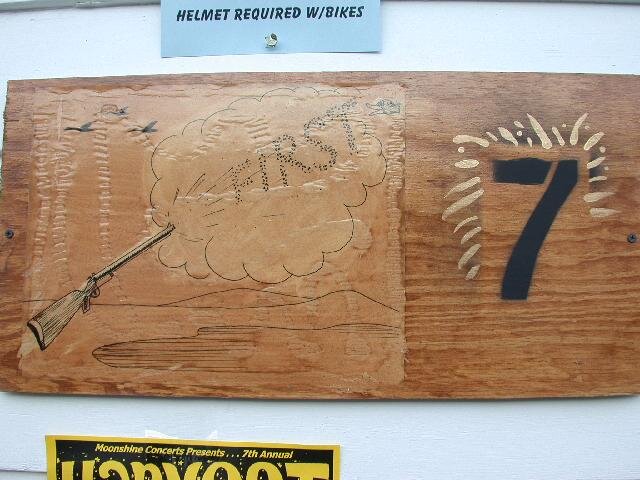 HELMET REQUIRED W/BIKES
FIRST
7
Moonshine Concerts Presents . . . 7th Annual